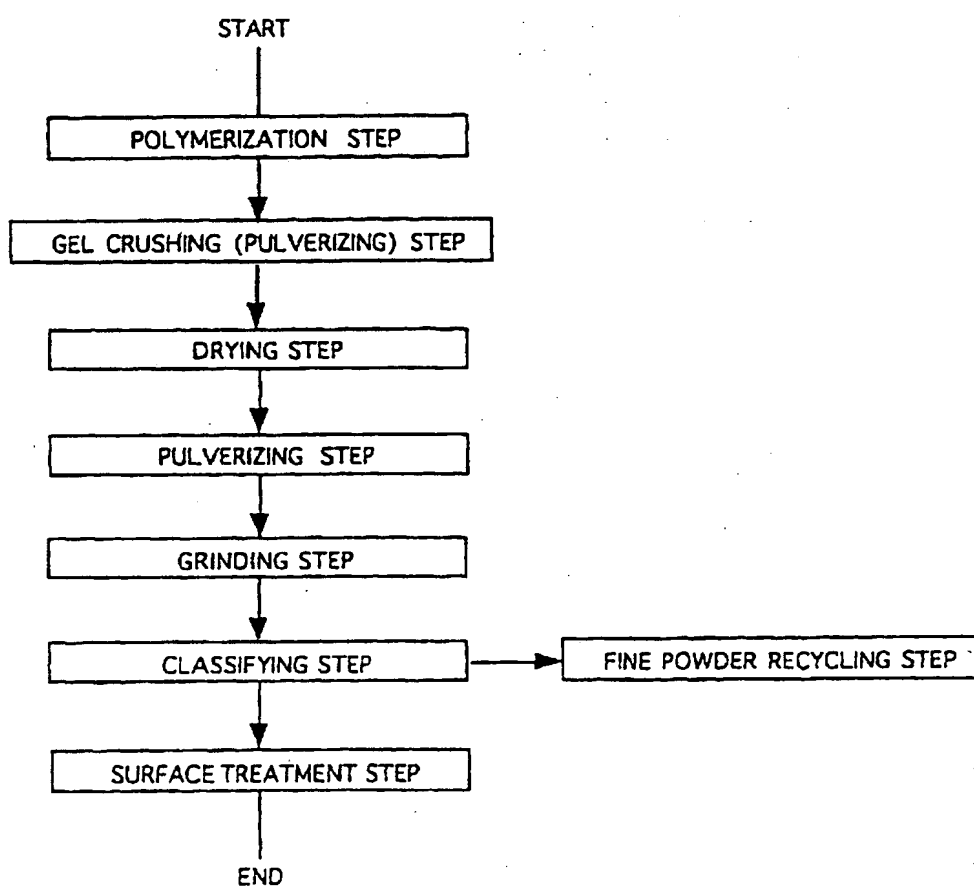 START
POLYMERIZATION STEP
GEL CRUSHING (PULVERIZING) STEP
DRYING STEP
PULVERIZING STEP
GRINDING STEP
CLASSIFYING STEP
FINE POWDER RECYCLING STEP
SURFACE TREATMENT STEP
END